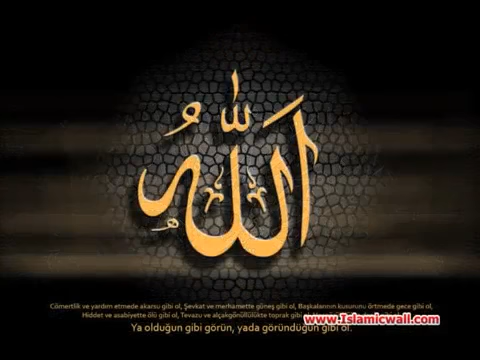 الله
Cömertlik ve yardım etmede akarsu gibi ol, Şevkat ve merhamette güneş gibi ol, Başkalarının kusurunu örtmede gece gibi ol,
Hiddet ve asabiyette ölü gibi ol, Tevazu ve alçakgönüllülükte toprak gibi
www.Islamicwall.com
Ya olduğun gibi görün, yada göründüğün gibi ol.